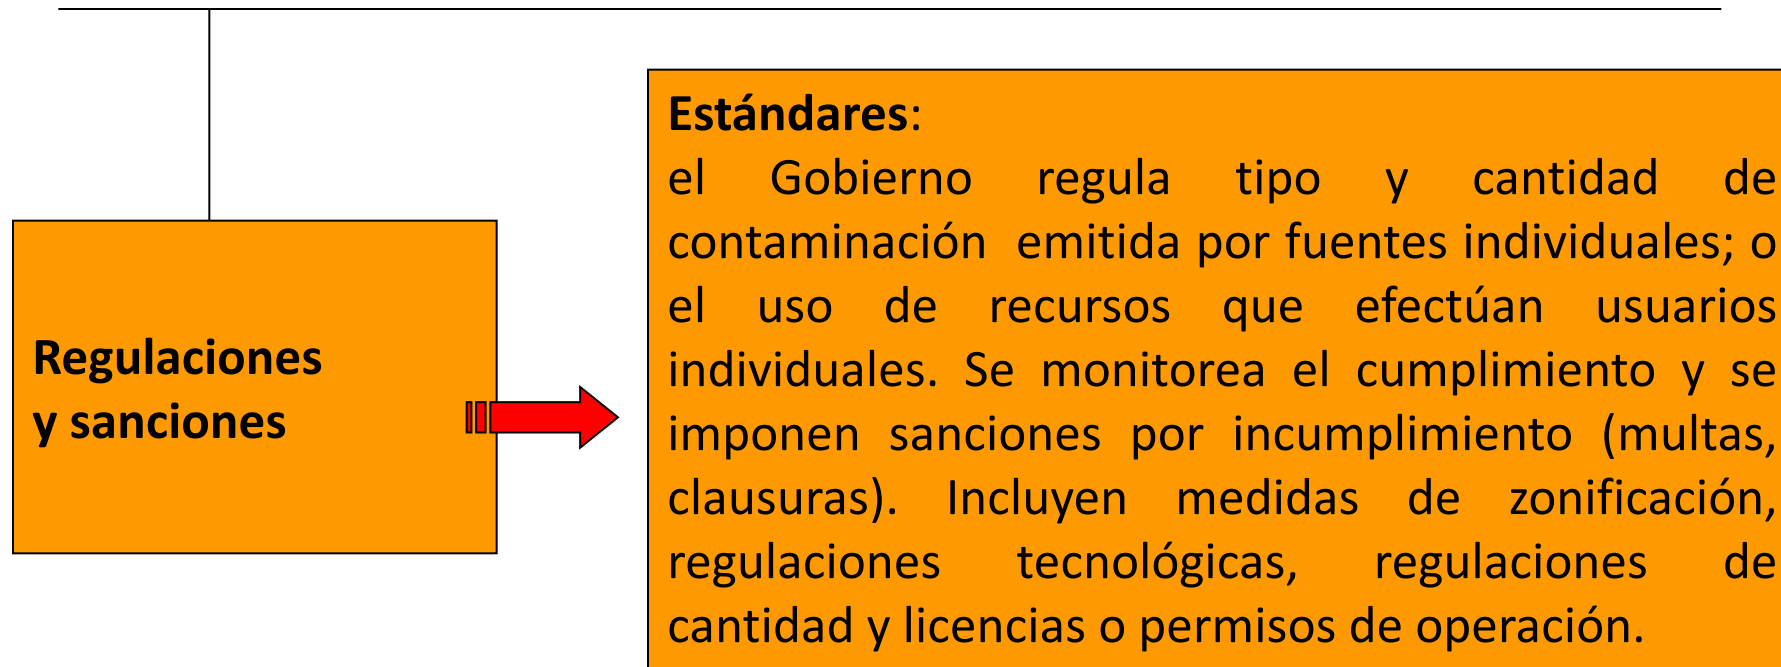 Regulaciones
y sanciones
Estándares:
el Gobierno regula tipo y cantidad de
contaminación emitida por fuentes individuales; o
el uso de recursos que efectúan usuarios
individuales. Se monitorea el cumplimiento y se
imponen sanciones por incumplimiento (multas,
clausuras). Incluyen medidas de zonificación,
regulaciones tecnológicas, regulaciones de
cantidad y licencias o permisos de operación.